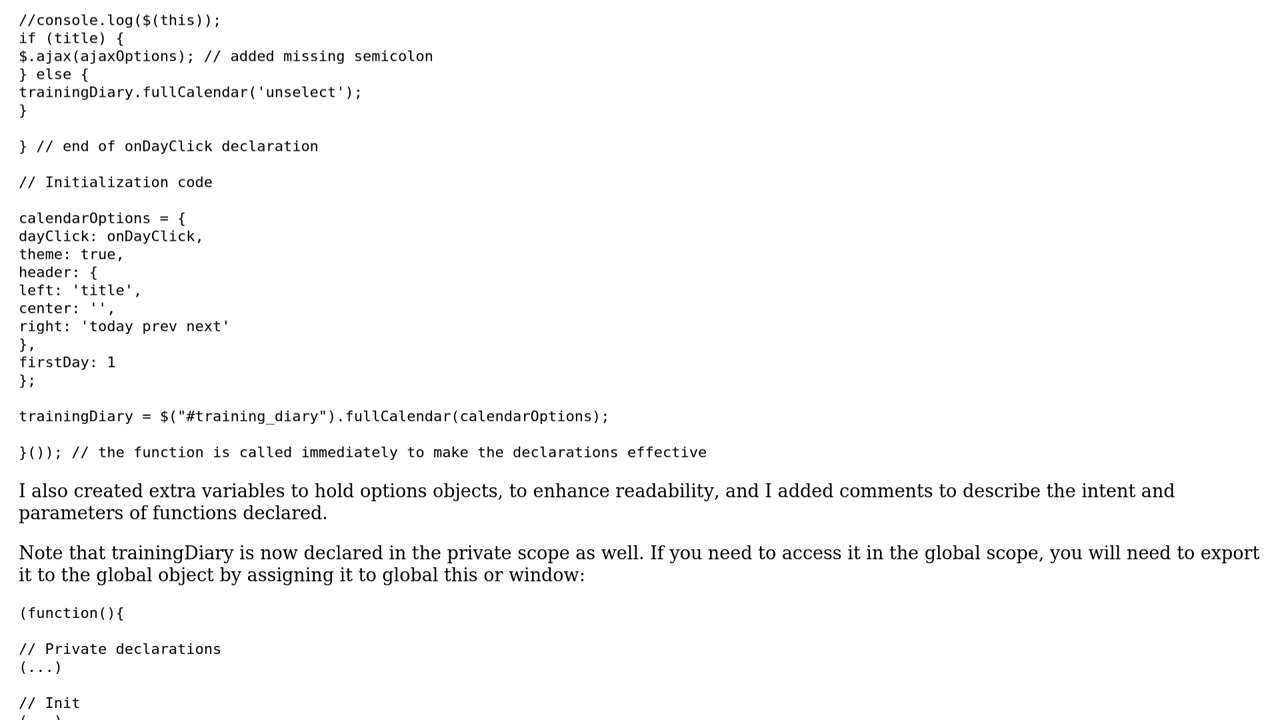 //console.log($(this));
if (title) {
$.ajax(ajaxOptions); // added missing semicolon
} else {
trainingDiary.fullCalendar('unselect');
}
} // end of onDayClick declaration
// Initialization code
calendarOptions = {
dayClick: onDayClick,
theme: true,
header: {
left: 'title',
center: '',
right: 'today prev next'
},
firstDay: 1
};
trainingDiary = $("#training_diary").fullCalendar(calendarOptions);
}()); // the function is called immediately to make the declarations effective
I also created extra variables to hold options objects, to enhance readability, and I added comments to describe the intent and
parameters of functions declared.
Note that trainingDiary is now declared in the private scope as well. If you need to access it in the global scope, you will need to export
it to the global object by assigning it to global this or window:
(function(){
// Private declarations
(...)
// Init